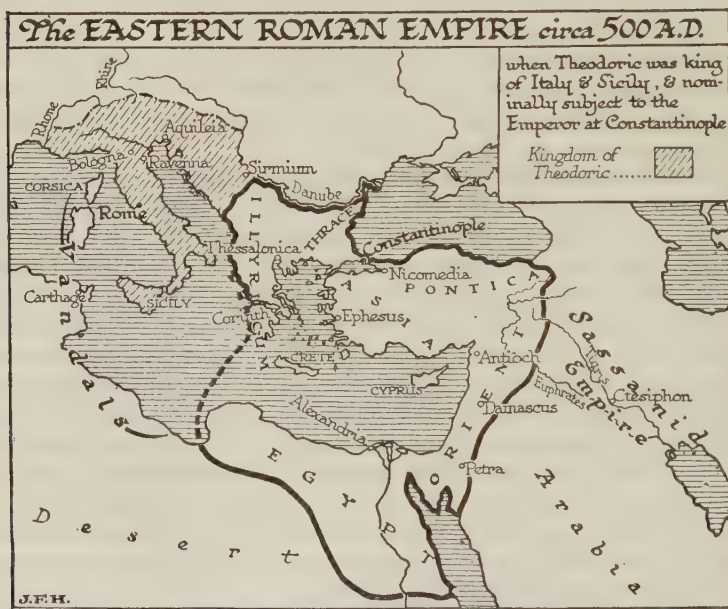 The EASTERN ROMAN EMPIRE circa 500 A.D.
when Theodoric was king
of Italy & Sicily, & nom-
inally subject to the
Emperor at Constantinople
Kingdom of
Theodoric ........
Rhine
Rhone
Aquileia
Bologna
Ravenna
Sirmium
Danube
CORSICA
Rome
ILLYRICUM
THRACE
Constantinople
Thessalonica
Nicomedia
PONTICA
ASIA
Carthage
SICILY
Corinth
Ephesus
Vandals
CRETE
Antioch
CYPRUS
ORIENT
Sassanid
Empire
Tigris
Euphrates
Ctesiphon
Damascus
Alexandria
Petra
EGYPT
Arabia
Desert
J.F.H.